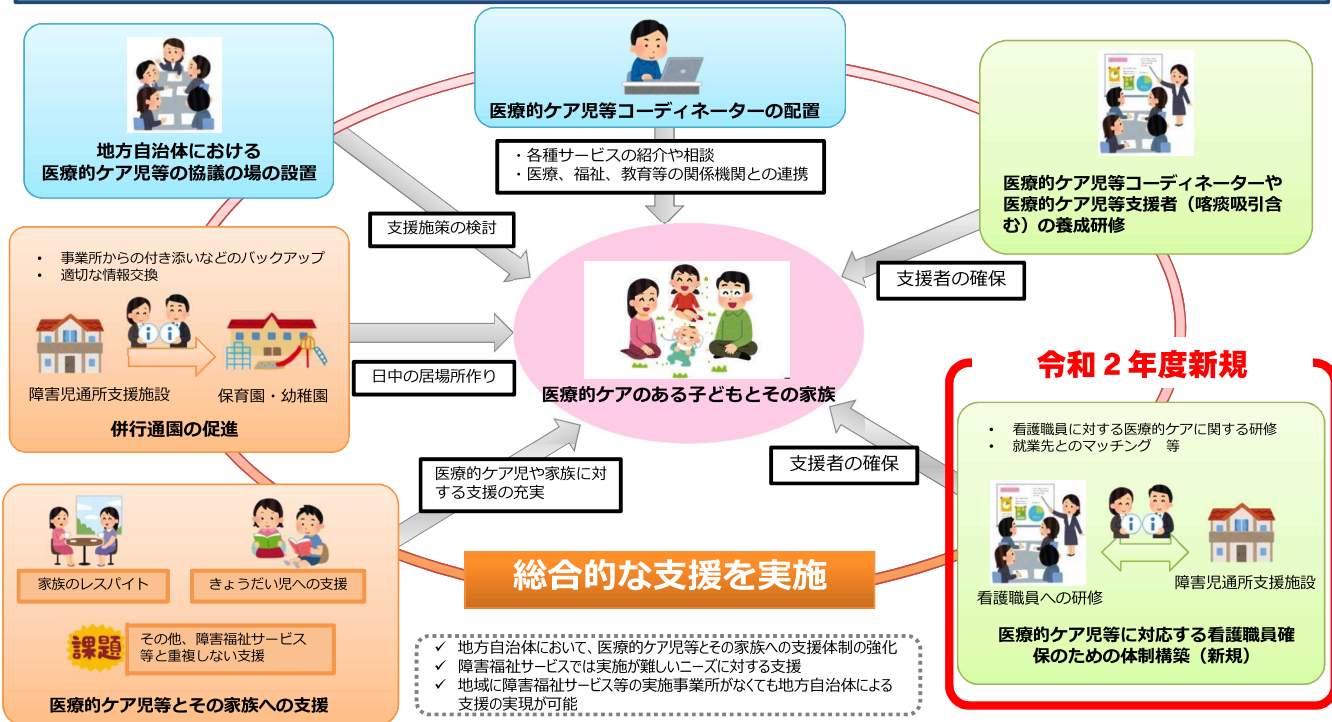 地方自治体における
医療的ケア児等の協議の場の設置
医療的ケア児等コーディネーターの配置
・各種サービスの紹介や相談
・医療、福祉、教育等の関係機関との連携
医療的ケア児等コーディネーターや
医療的ケア児等支援者（喀痰吸引含
む）の養成研修
支援施策の検討
支援者の確保
• 事業所からの付き添いなどのバックアップ
• 適切な情報交換
障害児通所支援施設
保育園・幼稚園
併行通園の促進
日中の居場所作り
医療的ケアのある子どもとその家族
令和２年度新規
• 看護職員に対する医療的ケアに関する研修
• 就業先とのマッチング　等
看護職員への研修
障害児通所支援施設
医療的ケア児等に対応する看護職員確
保のための体制構築（新規）
支援者の確保
医療的ケア児や家族に対
する支援の充実
家族のレスパイト
きょうだい児への支援
課題
その他、障害福祉サービス
等と重複しない支援
医療的ケア児等とその家族への支援
総合的な支援を実施
✓ 地方自治体において、医療的ケア児等とその家族への支援体制の強化
✓ 障害福祉サービスでは実施が難しいニーズに対する支援
✓ 地域に障害福祉サービス等の実施事業所がなくても地方自治体による
支援の実現が可能